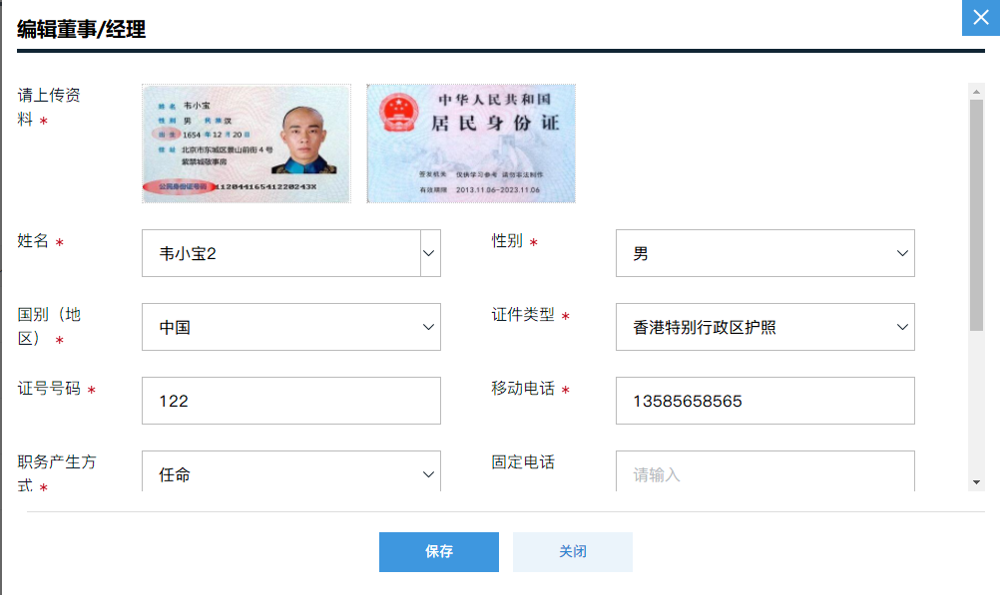 编辑董事/经理
请上传资
料 *
姓名 韦小宝
性别 男 民族 汉
出生 1654 年 12 月 20 日
住址 北京市东城区景山前街 4 号
紫禁城敬事房
公民身份证号码 11204416541220243X
中华人民共和国
居民身份证
签发机关 仅供学习参考 请勿非法制作
有效期限 2013.11.06-2023.11.06
姓名 * 韦小宝2 性别 * 男
国别（地
区） * 中国 证件类型 * 香港特别行政区护照
证号号码 * 122 移动电话 * 13585658565
职务产生方
式 * 任命 固定电话 请输入
保存 关闭